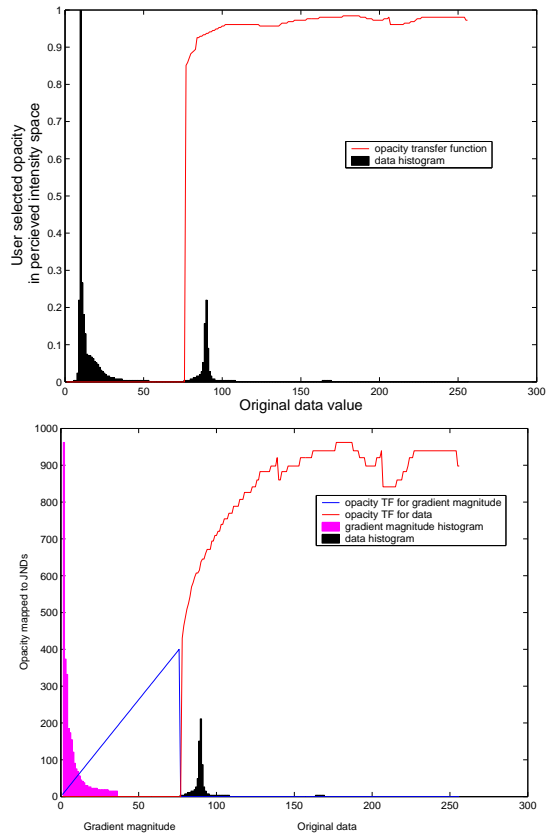 1
0.9
0.8
0.7
0.6
0.5
0.4
0.3
0.2
0.1
0
User selected opacity
in percieved intensity space
opacity transfer function
data histogram
0 50 100 150 200 250 300
Original data value
1000
900
800
700
600
500
400
300
200
100
0
Opacity mapped to JNDs
opacity TF for gradient magnitude
opacity TF for data
gradient magnitude histogram
data histogram
0 50 100 150 200 250 300
Gradient magnitude Original data